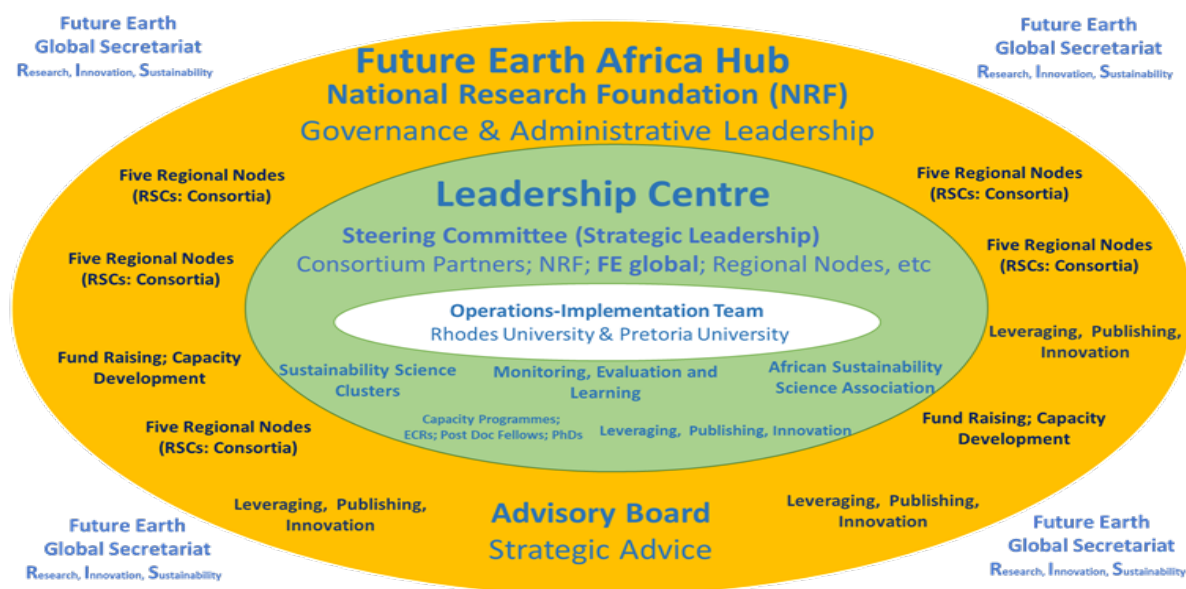 Future Earth
Global Secretariat
Research, Innovation, Sustainability
Future Earth
Global Secretariat
Research, Innovation, Sustainability
Future Earth Africa Hub
National Research Foundation (NRF)
Governance & Administrative Leadership
Five Regional Nodes
(RSCs: Consortia)
Five Regional Nodes
(RSCs: Consortia)
Leadership Centre
Steering Committee (Strategic Leadership)
Consortium Partners; NRF; FE global; Regional Nodes, etc
Five Regional Nodes
(RSCs: Consortia)
Five Regional Nodes
(RSCs: Consortia)
Operations-Implementation Team
Rhodes University & Pretoria University
Leveraging, Publishing,
Innovation
Fund Raising; Capacity
Development
Sustainability Science
Clusters
Monitoring, Evaluation and
Learning
African Sustainability
Science Association
Capacity Programmes;
ECRs; Post Doc Fellows; PhDs
Leveraging, Publishing, Innovation
Five Regional Nodes
(RSCs: Consortia)
Fund Raising; Capacity
Development
Leveraging, Publishing,
Innovation
Advisory Board
Strategic Advice
Leveraging, Publishing,
Innovation
Future Earth
Global Secretariat
Research, Innovation, Sustainability
Future Earth
Global Secretariat
Research, Innovation, Sustainability